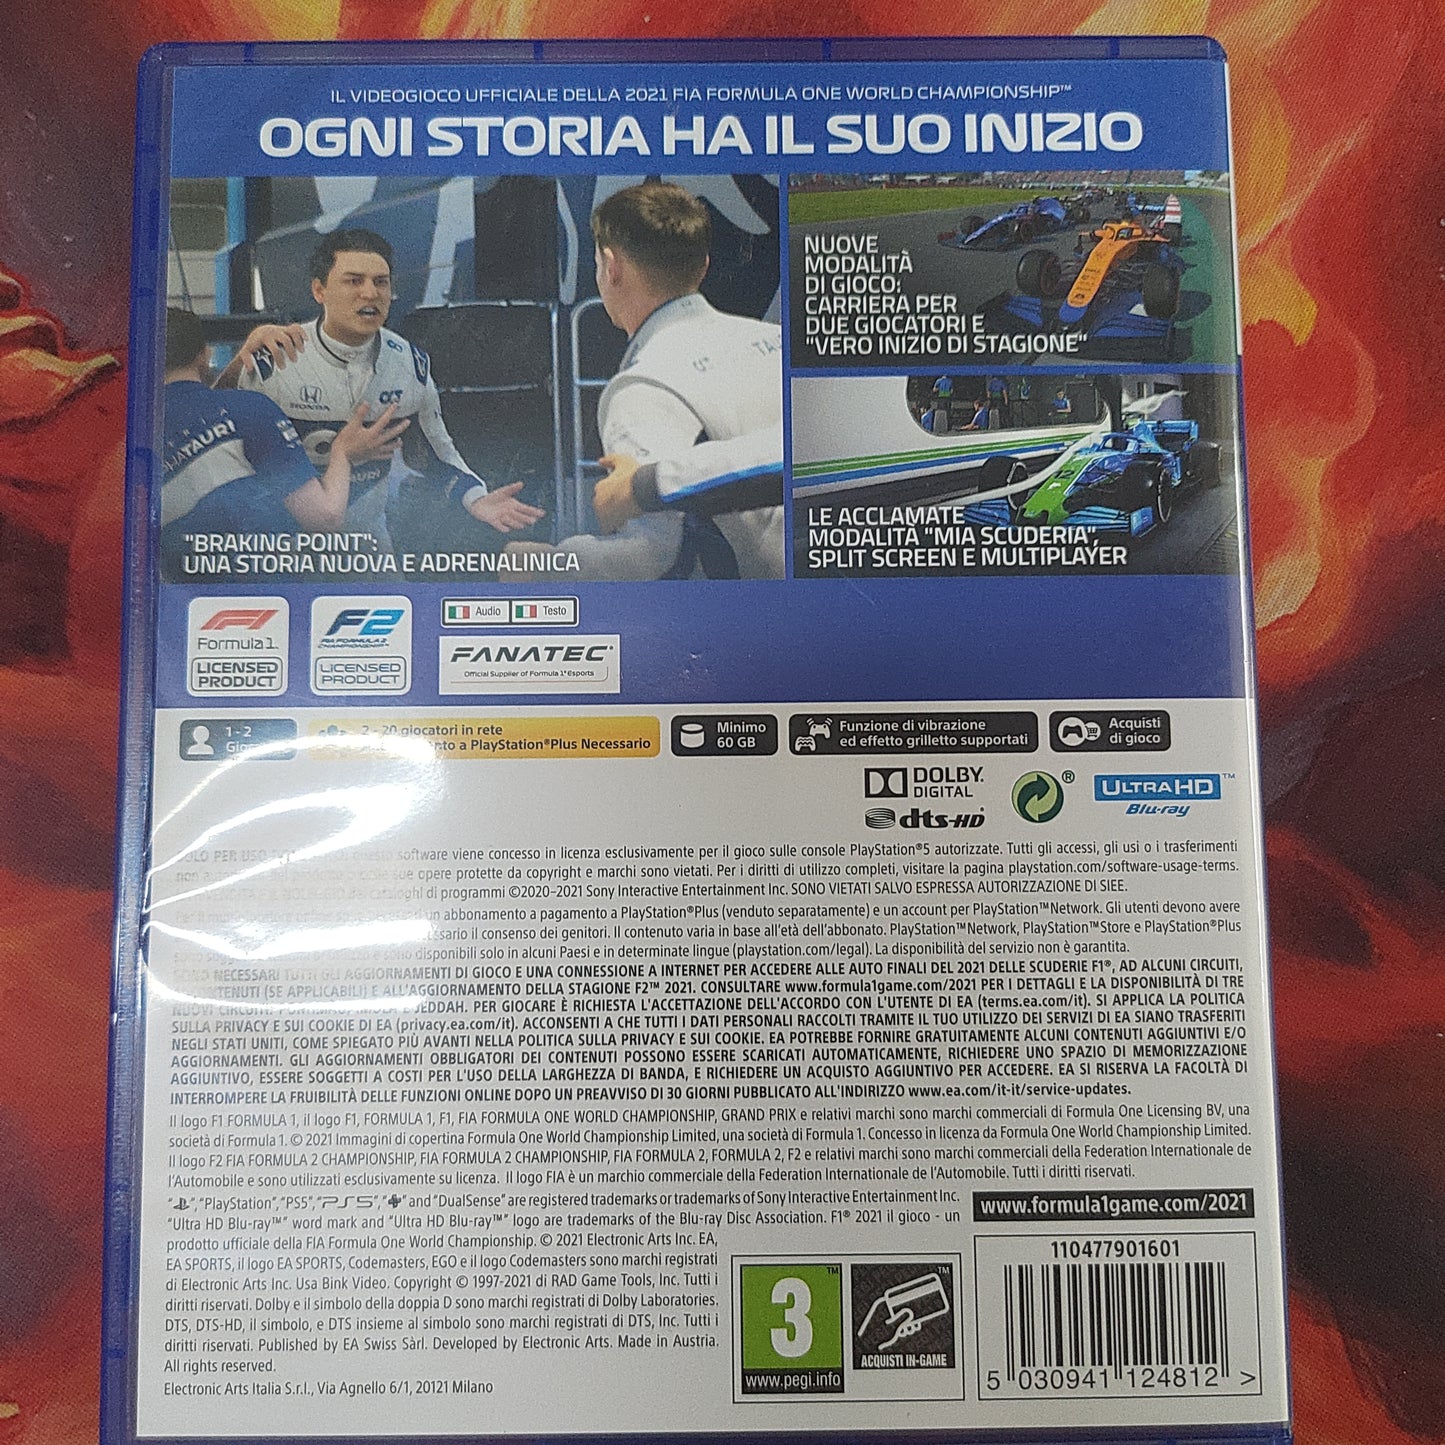 IL VIDEOGIOCO UFFICIALE DELLA 2021 FIA FORMULA ONE WORLD CHAMPIONSHIP™
OGNI STORIA HA IL SUO INIZIO
HONDA
TAURI
8
"BRAKING POINT":
UNA STORIA NUOVA E ADRENALINICA
NUOVE
MODALITÀ
DI GIOCO:
CARRIERA PER
DUE GIOCATORI E
"VERO INIZIO DI STAGIONE"
LE ACCLAMATE
MODALITÀ "MIA SCUDERIA",
SPLIT SCREEN E MULTIPLAYER
F1
Formula 1
LICENSED
PRODUCT
F2
FIA FORMULA 2
CHAMPIONSHIP™
LICENSED
PRODUCT
Audio
Testo
FANATEC®
Official Supplier of Formula 1® Esports
1 - 2
2 - 20 giocatori in rete
a PlayStation®Plus Necessario
Minimo
60 GB
Funzione di vibrazione
ed effetto grilletto supportati
Acquisti
di gioco
DOLBY
DIGITAL
dts-HD
ULTRA HD™
Blu-ray
SOLO PER USO software viene concesso in licenza esclusivamente per il gioco sulle console PlayStation®5 autorizzate. Tutti gli accessi, gli usi o i trasferimenti
non sue opere protette da copyright e marchi sono vietati. Per i diritti di utilizzo completi, visitare la pagina playstation.com/software-usage-terms.
cataloghi di programmi ©2020-2021 Sony Interactive Entertainment Inc. SONO VIETATI SALVO ESPRESSA AUTORIZZAZIONE DI SIEE.
un abbonamento a pagamento a PlayStation®Plus (venduto separatamente) e un account per PlayStation™Network. Gli utenti devono avere
il consenso dei genitori. Il contenuto varia in base all'età dell'abbonato. PlayStation™Network, PlayStation™Store e PlayStation®Plus
sono disponibili solo in alcuni Paesi e in determinate lingue (playstation.com/legal). La disponibilità del servizio non è garantita.
SONO NECESSARI TUTTI GLI AGGIORNAMENTI DI GIOCO E UNA CONNESSIONE A INTERNET PER ACCEDERE ALLE AUTO FINALI DEL 2021 DELLE SCUDERIE F1®, AD ALCUNI CIRCUITI,
CONTENUTI (SE APPLICABILI) E ALL'AGGIORNAMENTO DELLA STAGIONE F2™ 2021. CONSULTARE www.formula1game.com/2021 PER I DETTAGLI E LA DISPONIBILITÀ DI TRE
NUOVI CIRCUITI: PORTIMÃO, IMOLA E JEDDAH. PER GIOCARE È RICHIESTA L'ACCETTAZIONE DELL'ACCORDO CON L'UTENTE DI EA (terms.ea.com/it). SI APPLICA LA POLITICA
SULLA PRIVACY E SUI COOKIE DI EA (privacy.ea.com/it). ACCONSENTI A CHE TUTTI I DATI PERSONALI RACCOLTI TRAMITE IL TUO UTILIZZO DEI SERVIZI DI EA SIANO TRASFERITI
NEGLI STATI UNITI, COME SPIEGATO PIÙ AVANTI NELLA POLITICA SULLA PRIVACY E SUI COOKIE. EA POTREBBE FORNIRE GRATUITAMENTE ALCUNI CONTENUTI AGGIUNTIVI E/O
AGGIORNAMENTI. GLI AGGIORNAMENTI OBBLIGATORI DEI CONTENUTI POSSONO ESSERE SCARICATI AUTOMATICAMENTE, RICHIEDERE UNO SPAZIO DI MEMORIZZAZIONE
AGGIUNTIVO, ESSERE SOGGETTI A COSTI PER L'USO DELLA LARGHEZZA DI BANDA, E RICHIEDERE UN ACQUISTO AGGIUNTIVO PER ACCEDERE. EA SI RISERVA LA FACOLTÀ DI
INTERROMPERE LA FRUIBILITÀ DELLE FUNZIONI ONLINE DOPO UN PREAVVISO DI 30 GIORNI PUBBLICATO ALL'INDIRIZZO www.ea.com/it-it/service-updates.
Il logo F1 FORMULA 1, il logo F1, FORMULA 1, F1, FIA FORMULA ONE WORLD CHAMPIONSHIP, GRAND PRIX e relativi marchi sono marchi commerciali di Formula One Licensing BV, una
società di Formula 1. © 2021 Immagini di copertina Formula One World Championship Limited, una società di Formula 1. Concesso in licenza da Formula One World Championship Limited.
Il logo F2 FIA FORMULA 2 CHAMPIONSHIP, FIA FORMULA 2 CHAMPIONSHIP, FIA FORMULA 2, FORMULA 2, F2 e relativi marchi sono marchi commerciali della Federation Internationale de
l'Automobile e sono utilizzati esclusivamente su licenza. Il logo FIA è un marchio commerciale della Federation Internationale de l'Automobile. Tutti i diritti riservati.
" ", "PlayStation", "PS5", "PS5", " " and "DualSense" are registered trademarks or trademarks of Sony Interactive Entertainment Inc.
"Ultra HD Blu-ray™" word mark and "Ultra HD Blu-ray™" logo are trademarks of the Blu-ray Disc Association. F1® 2021 il gioco - un
prodotto ufficiale della FIA Formula One World Championship. © 2021 Electronic Arts Inc. EA,
EA SPORTS, il logo EA SPORTS, Codemasters, EGO e il logo Codemasters sono marchi registrati
di Electronic Arts Inc. Usa Bink Video. Copyright © 1997-2021 di RAD Game Tools, Inc. Tutti i
diritti riservati. Dolby e il simbolo della doppia D sono marchi registrati di Dolby Laboratories.
DTS, DTS-HD, il simbolo, e DTS insieme al simbolo sono marchi registrati di DTS, Inc. Tutti i
diritti riservati. Published by EA Swiss Sàrl. Developed by Electronic Arts. Made in Austria.
All rights reserved.
Electronic Arts Italia S.r.l., Via Agnello 6/1, 20121 Milano
www.formula1game.com/2021
3
www.pegi.info
ACQUISTI IN-GAME
110477901601
5 030941 124812 >